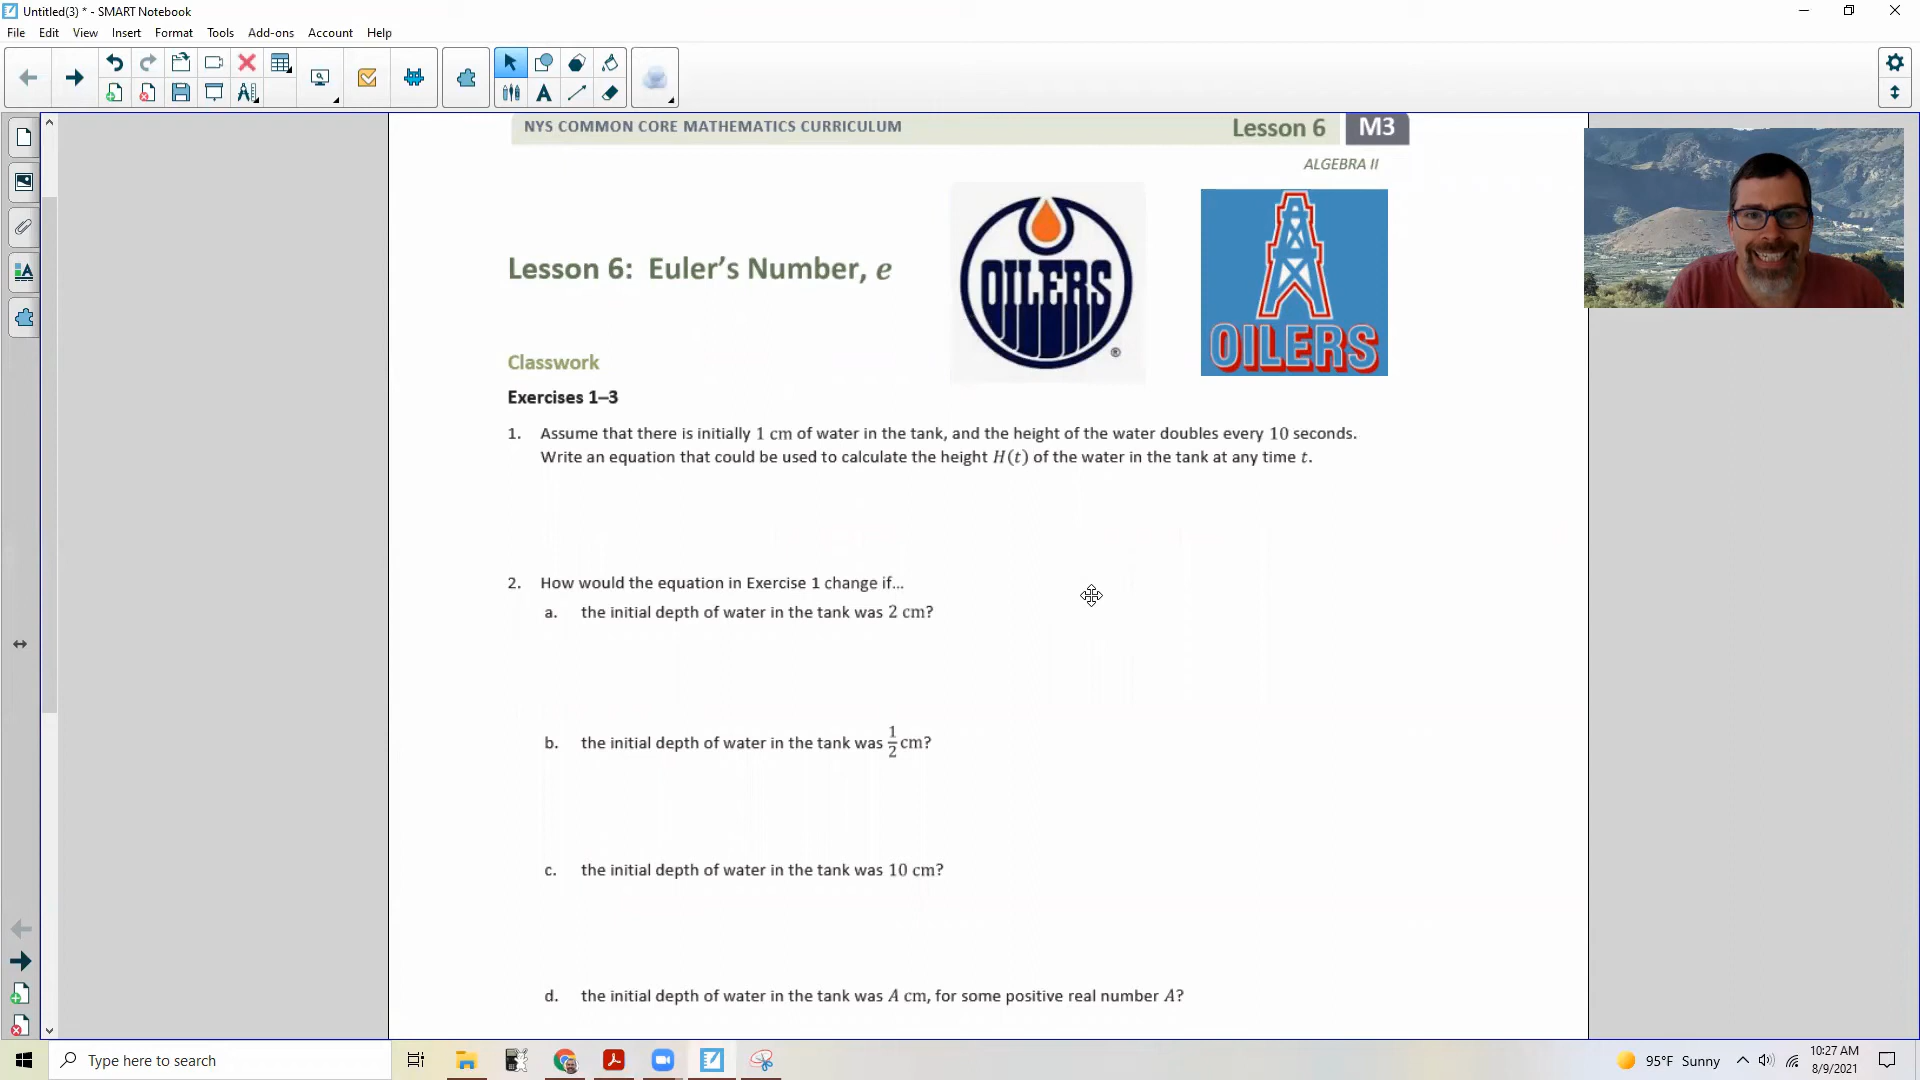 Untitled(3) * - SMART Notebook
File Edit View Insert Format Tools Add-ons Account Help
NYS COMMON CORE MATHEMATICS CURRICULUM Lesson 6 M3
ALGEBRA II
OILERS ®
OILERS
Lesson 6: Euler's Number, e
Classwork
Exercises 1–3
1. Assume that there is initially 1 cm of water in the tank, and the height of the water doubles every 10 seconds.
Write an equation that could be used to calculate the height H(t) of the water in the tank at any time t.
2. How would the equation in Exercise 1 change if...
a. the initial depth of water in the tank was 2 cm?
b. the initial depth of water in the tank was 1/2 cm?
c. the initial depth of water in the tank was 10 cm?
d. the initial depth of water in the tank was A cm, for some positive real number A?
Type here to search
95°F Sunny
10:27 AM
8/9/2021